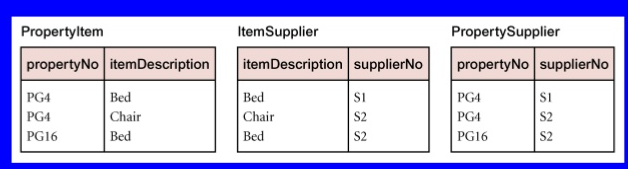 PropertyItem ItemSupplier PropertySupplier
propertyNo itemDescription itemDescription supplierNo propertyNo supplierNo
PG4 Bed Bed S1 PG4 S1
PG4 Chair Chair S2 PG4 S2
PG16 Bed Bed S2 PG16 S2